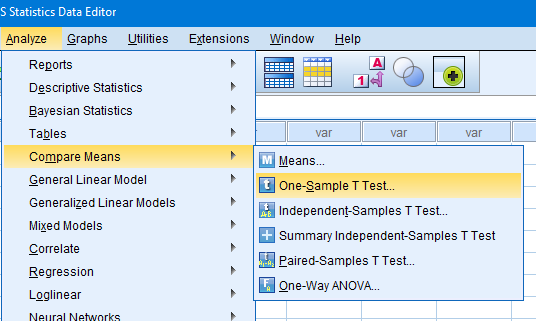 S Statistics Data Editor
Analyze Graphs Utilities Extensions Window Help
Reports
Descriptive Statistics
Bayesian Statistics
Tables
var var var
Compare Means
Means...
General Linear Model
One-Sample T Test...
Generalized Linear Models
Independent-Samples T Test...
Mixed Models
Summary Independent-Samples T Test
Correlate
Paired-Samples T Test...
Regression
One-Way ANOVA...
Loglinear
Neural Networks